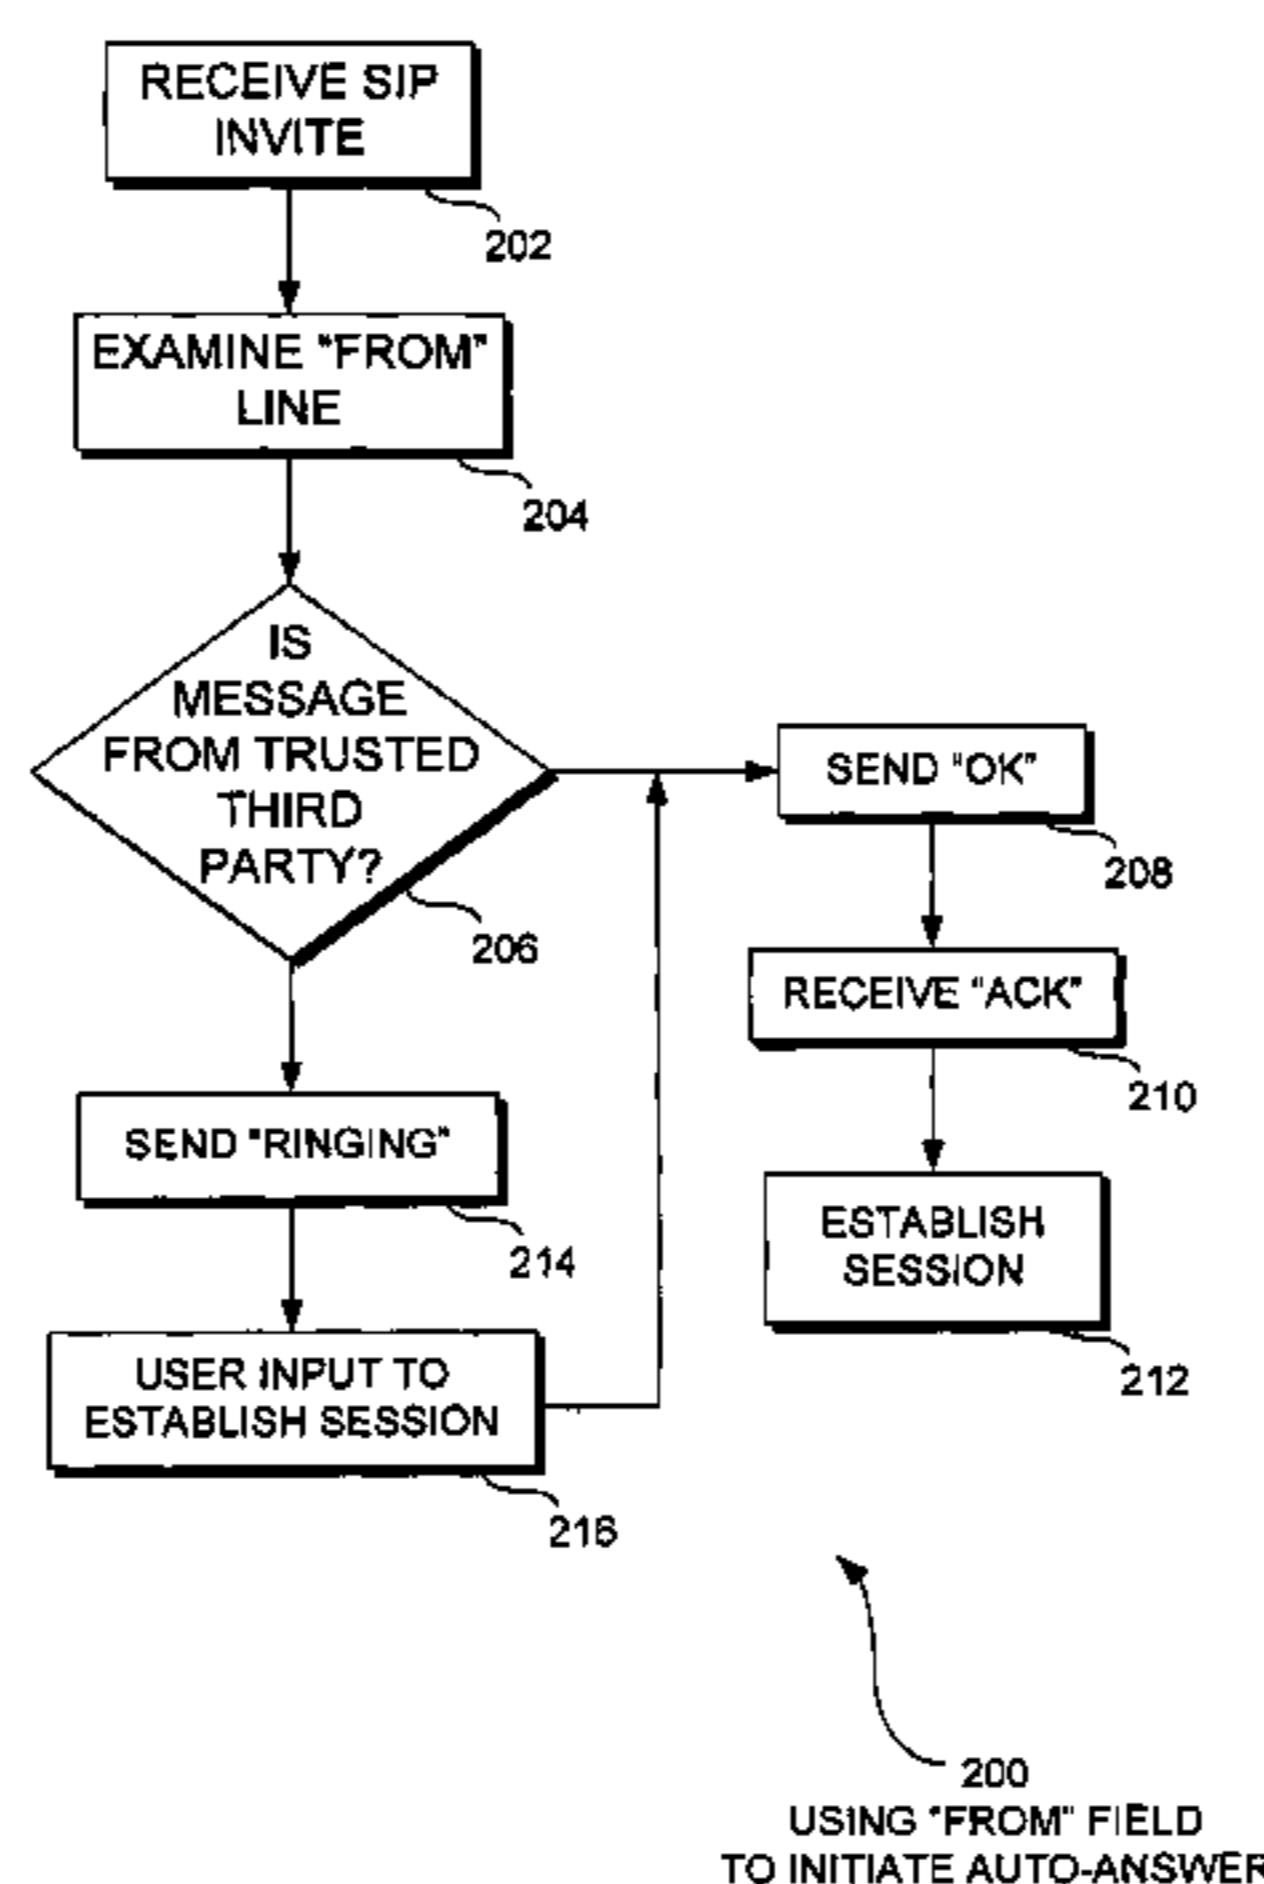 RECEIVE SIP
INVITE
202
EXAMINE "FROM"
LINE
204
IS
MESSAGE
FROM TRUSTED
THIRD
PARTY?
206
SEND "OK"
208
RECEIVE "ACK"
210
ESTABLISH
SESSION
212
SEND "RINGING"
214
USER INPUT TO
ESTABLISH SESSION
216
200
USING "FROM" FIELD
TO INITIATE AUTO-ANSWER